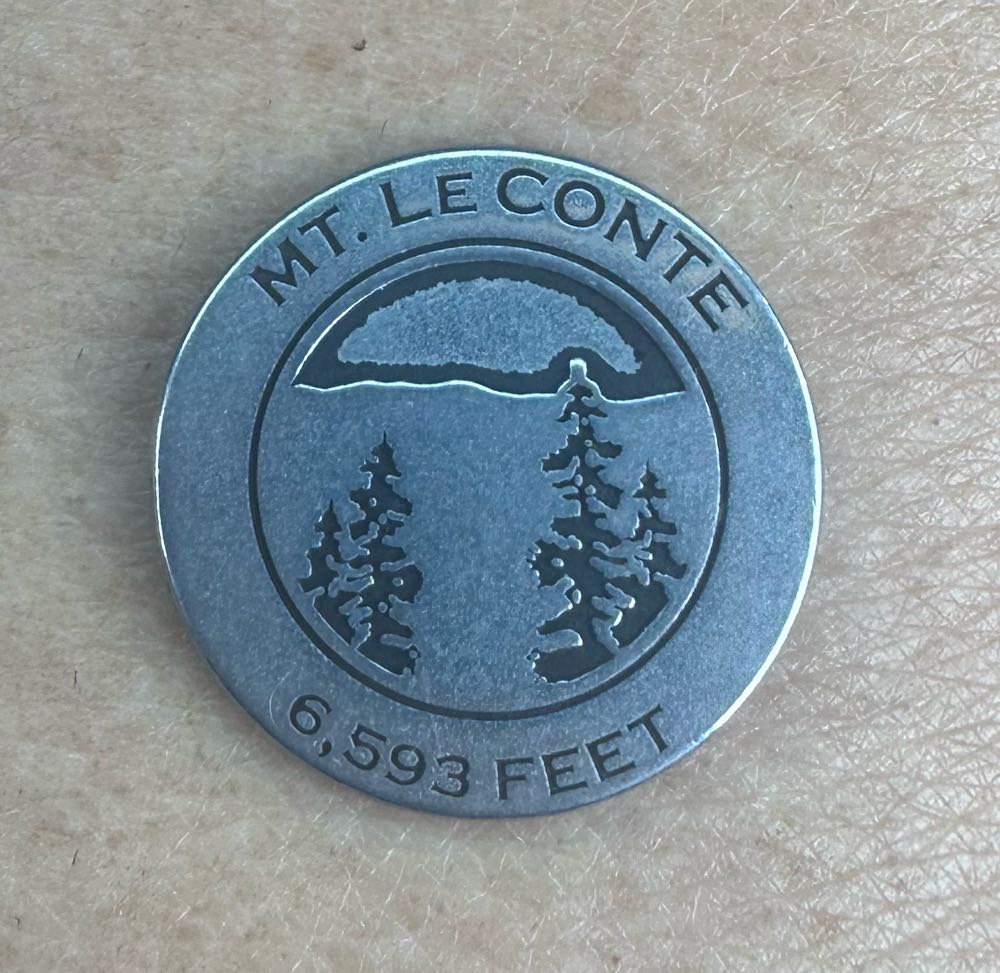 MT. LE CONTE
6,593 FEET